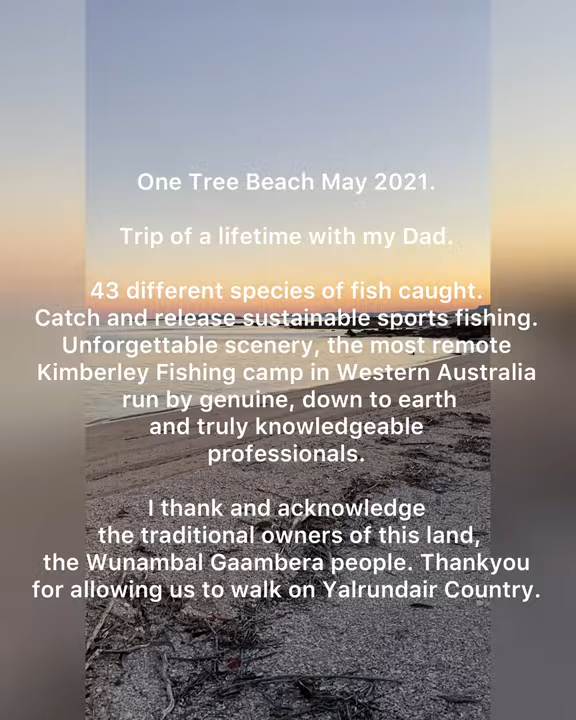 One Tree Beach May 2021.
Trip of a lifetime with my Dad.
43 different species of fish caught.
Catch and release sustainable sports fishing.
Unforgettable scenery, the most remote
Kimberley Fishing camp in Western Australia
run by genuine, down to earth
and truly knowledgeable
professionals.
I thank and acknowledge
the traditional owners of this land,
the Wunambal Gaambera people. Thankyou
for allowing us to walk on Yalrundair Country.